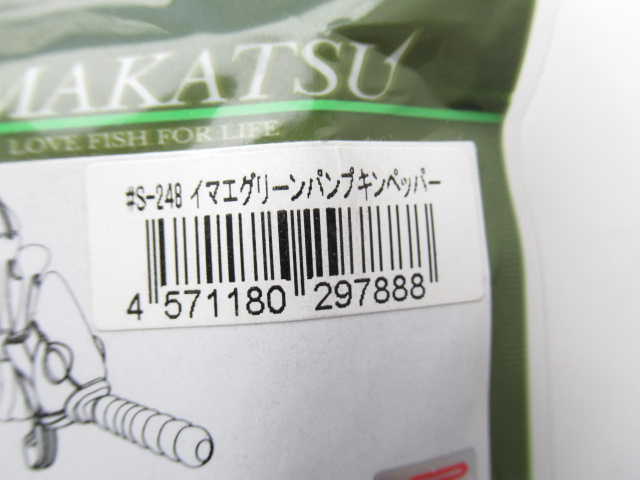 MAKATSU
LOVE FISH FOR LIFE
#S-248 イマエグリーンパンプキンペッパー
4 571180 297888